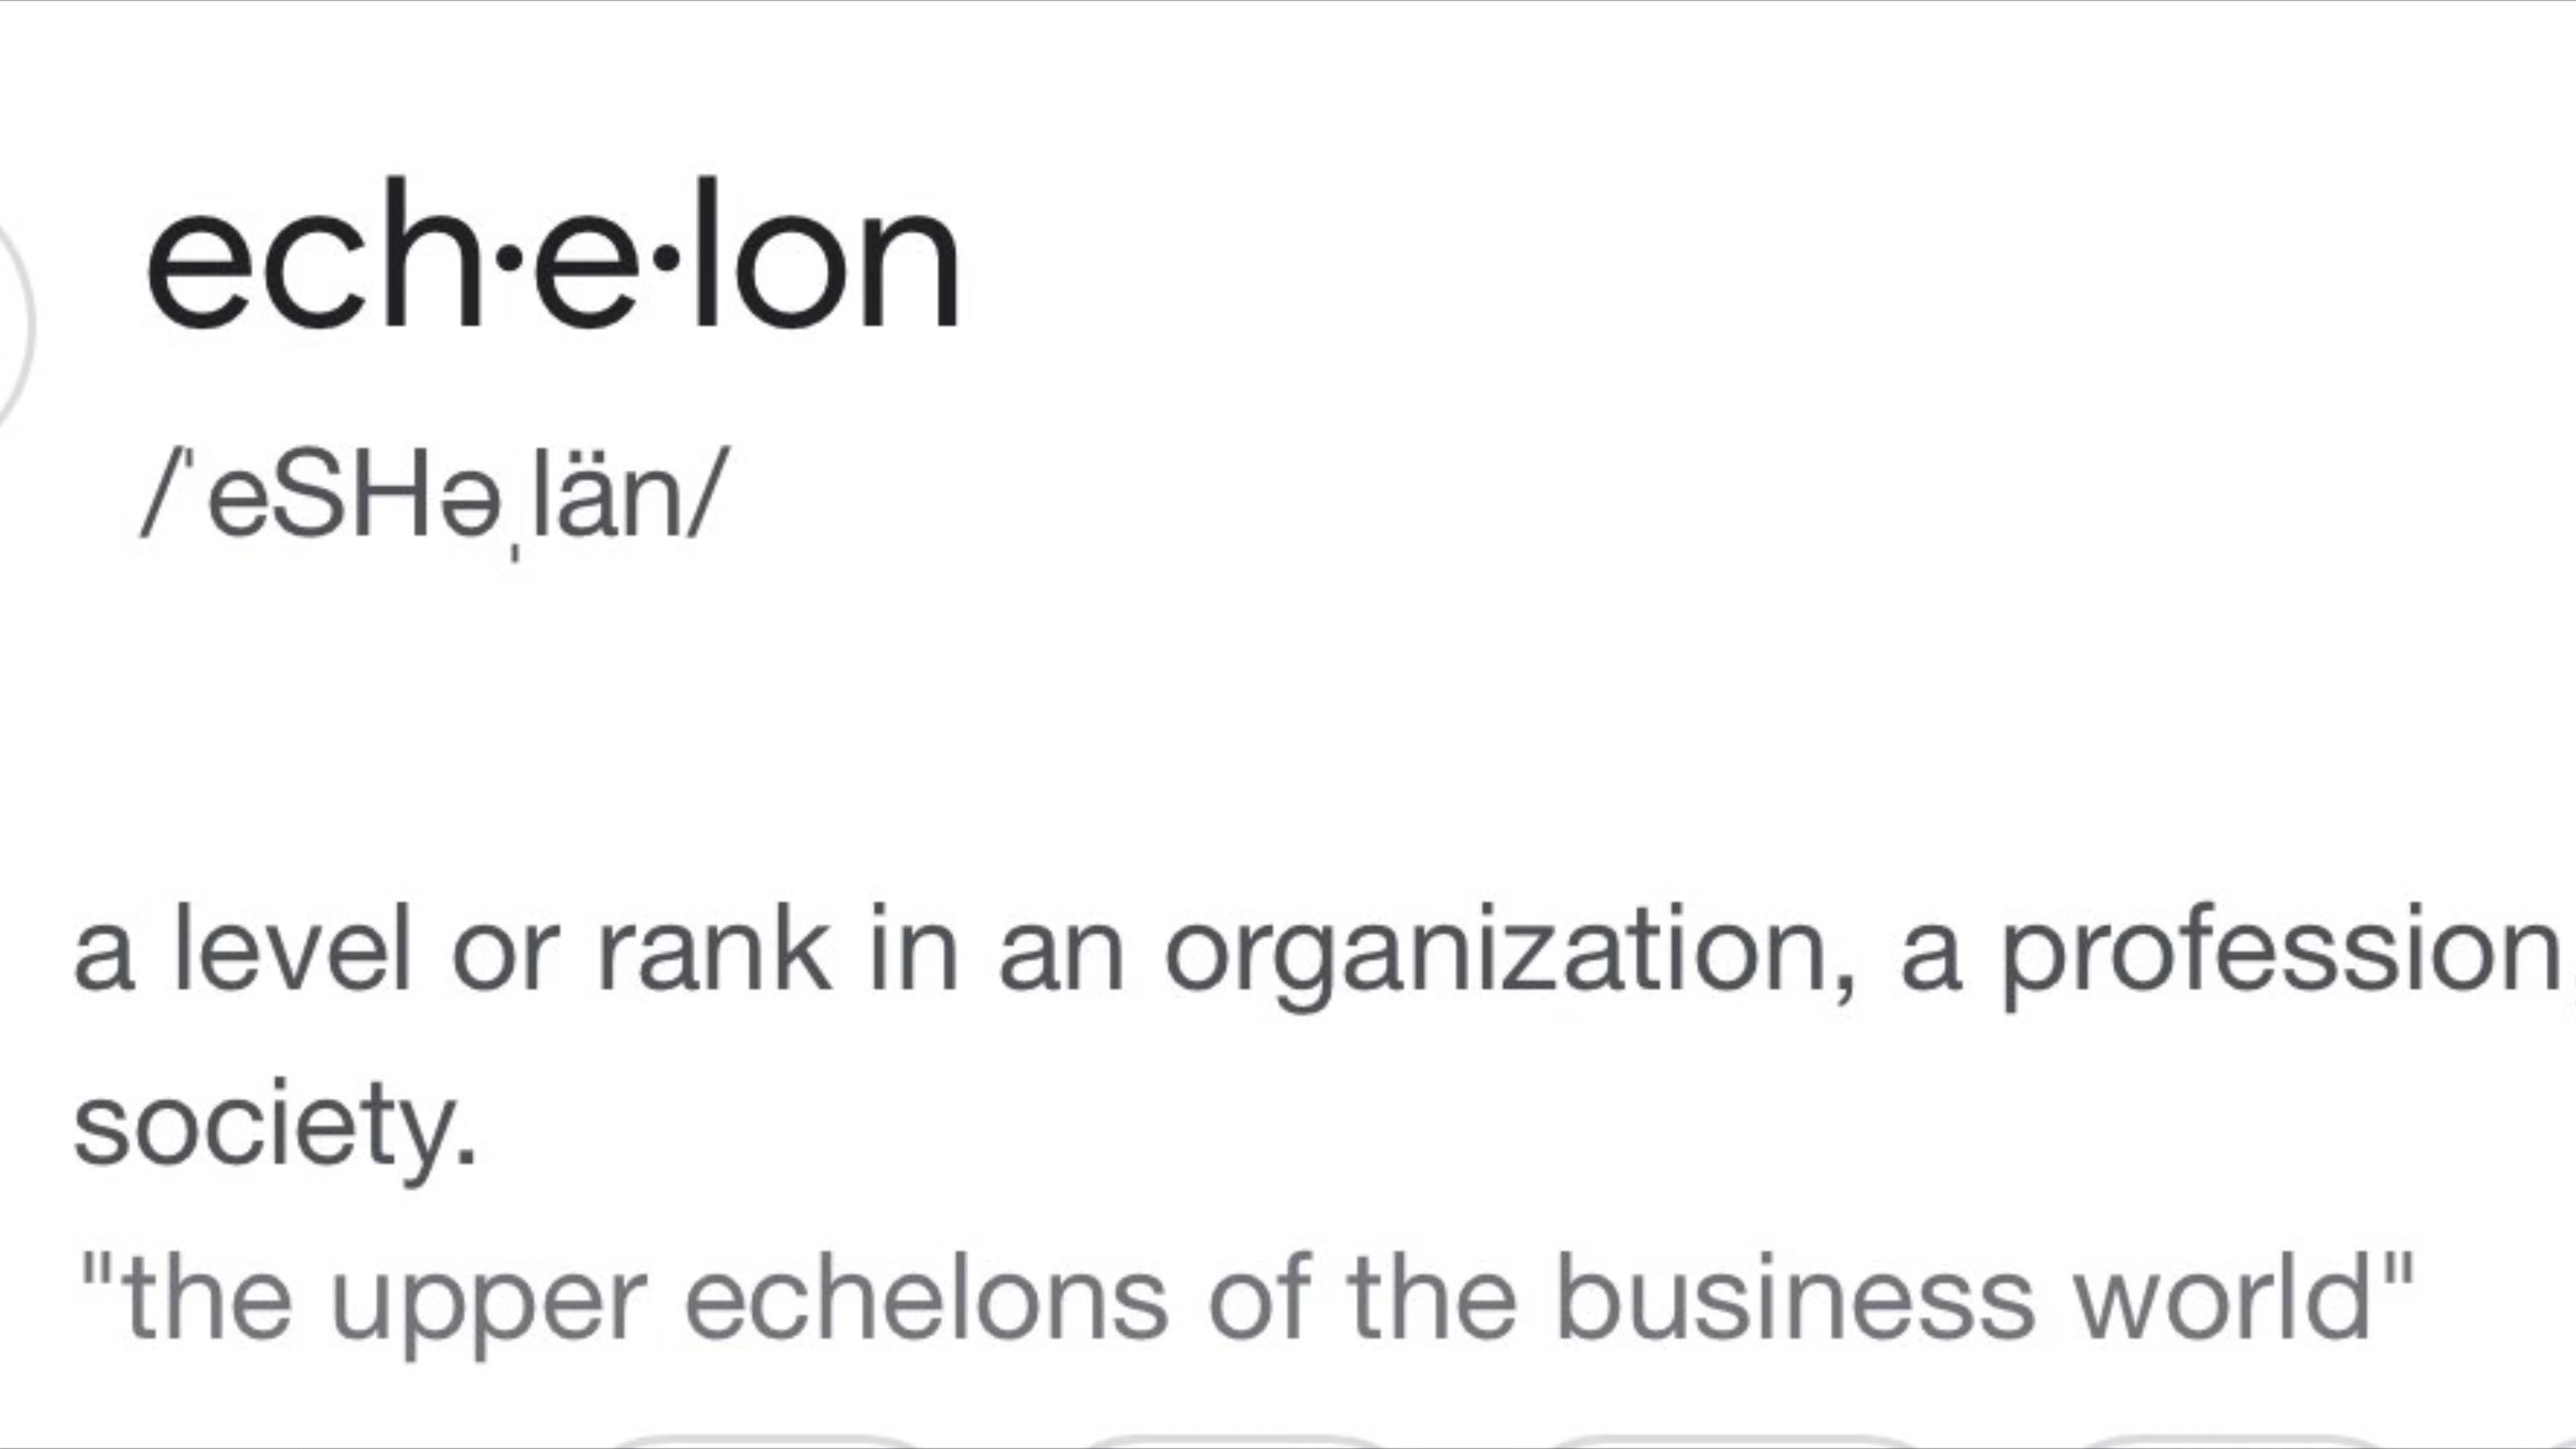 ech·e·lon
/ˈeSHəˌlän/
a level or rank in an organization, a profession,
society.
"the upper echelons of the business world"